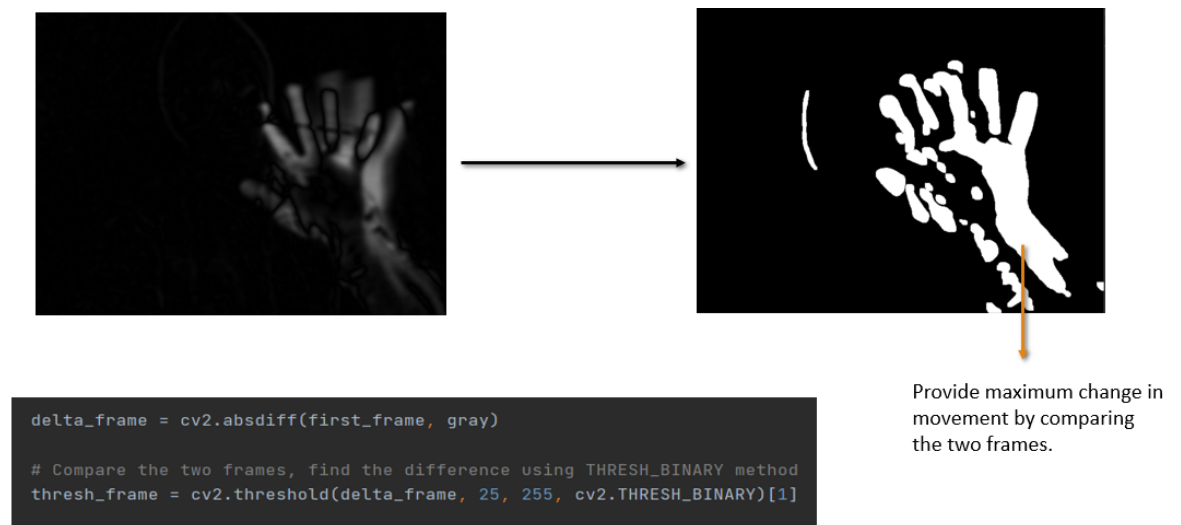 Provide maximum change in
movement by comparing
the two frames.
delta_frame = cv2.absdiff(first_frame, gray)
# Compare the two frames, find the difference using THRESH_BINARY method
thresh_frame = cv2.threshold(delta_frame, 25, 255, cv2.THRESH_BINARY)[1]